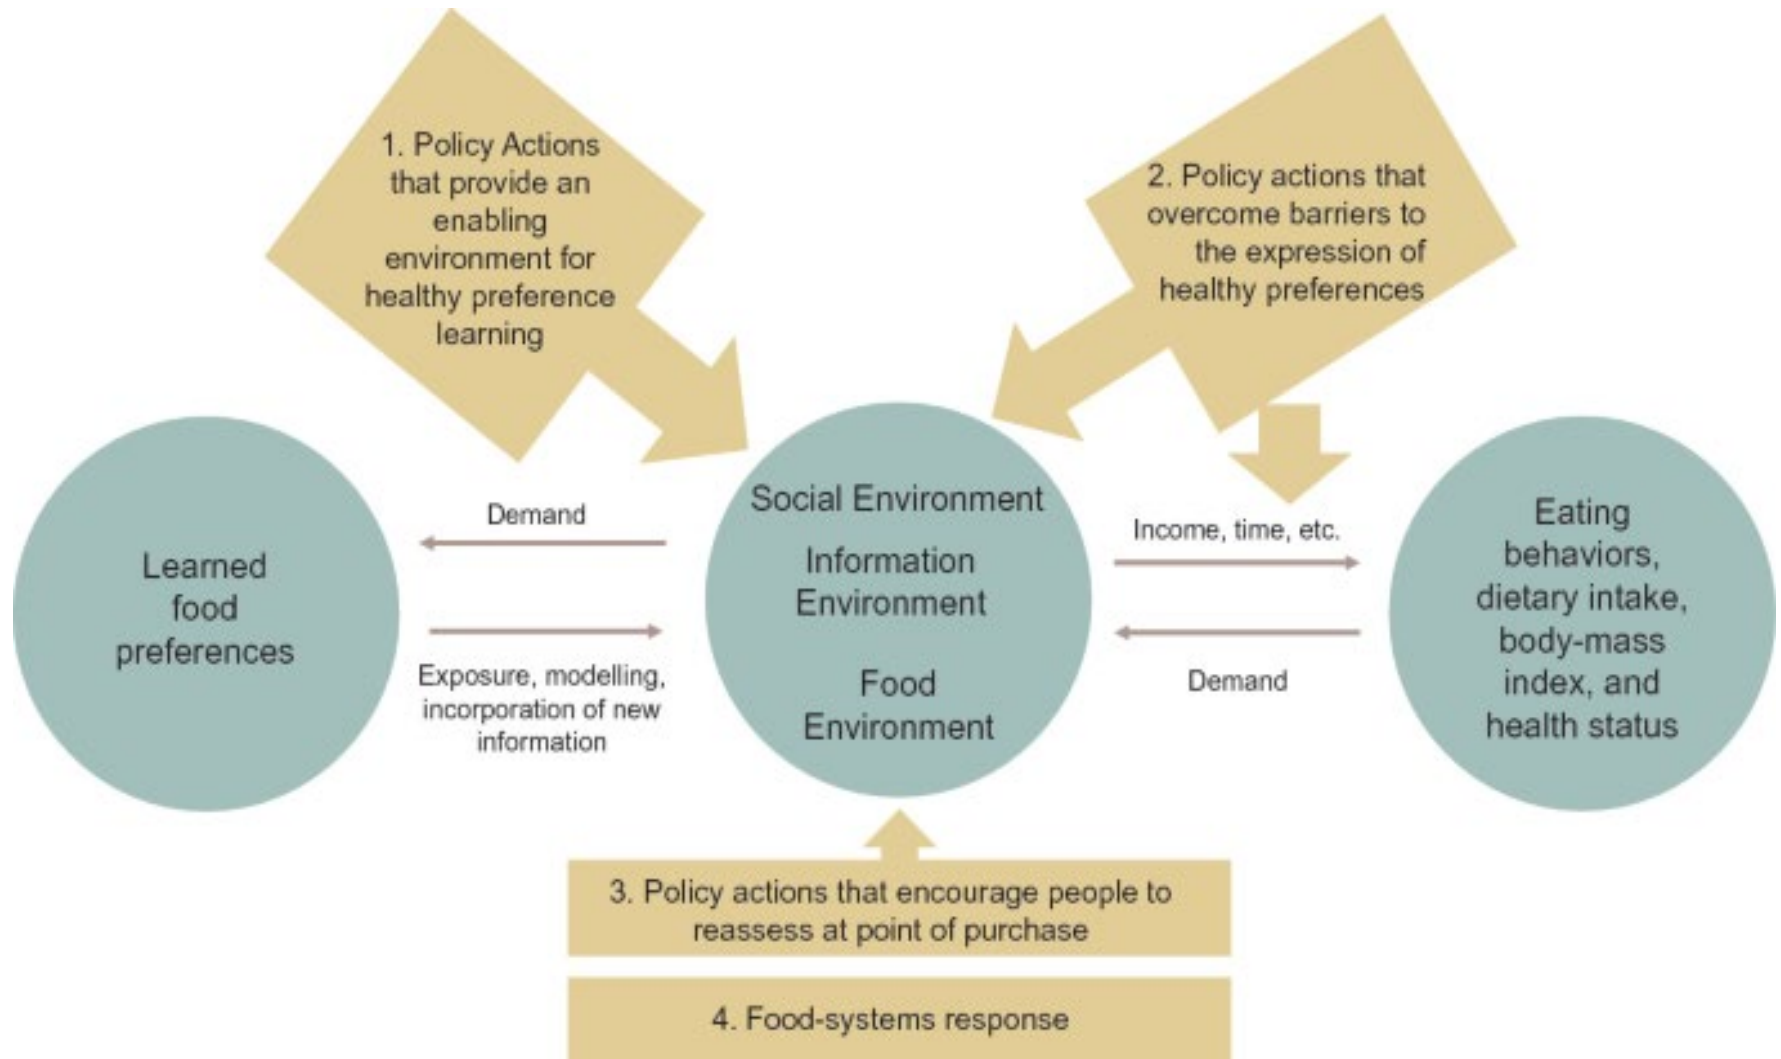 1. Policy Actions
that provide an
enabling
environment for
healthy preference
learning
2. Policy actions that
overcome barriers to
the expression of
healthy preferences
Learned
food
preferences
Demand
Exposure, modelling,
incorporation of new
information
Social Environment
Information
Environment
Food
Environment
Income, time, etc.
Demand
Eating
behaviors,
dietary intake,
body-mass
index, and
health status
3. Policy actions that encourage people to
reassess at point of purchase
4. Food-systems response